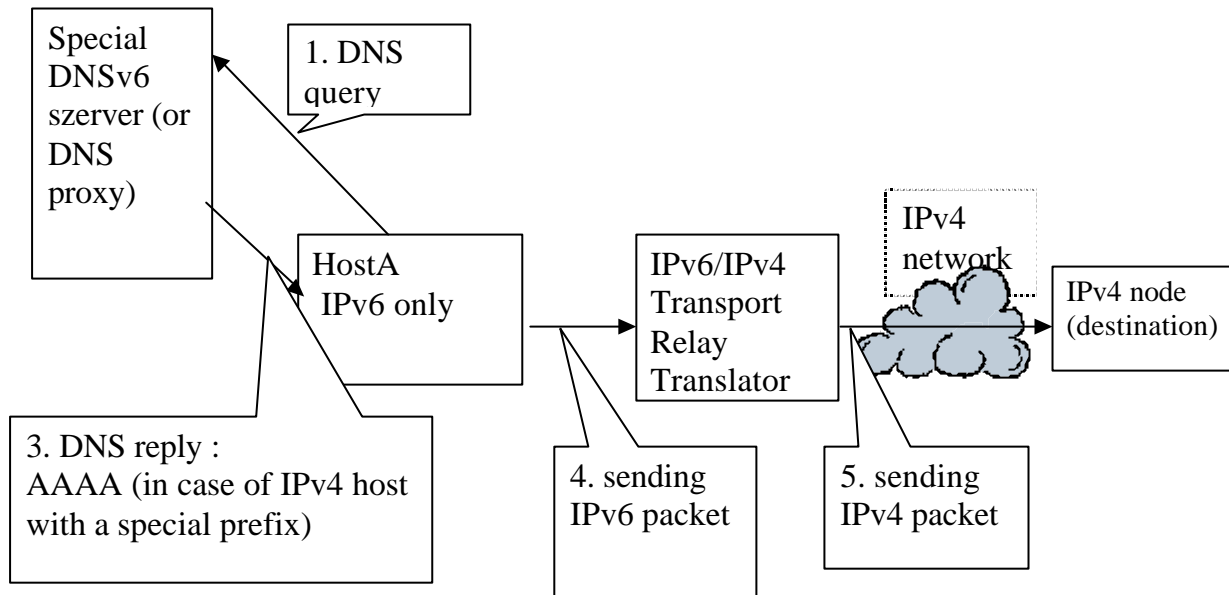 Special
DNSv6
szerver (or
DNS
proxy)
1. DNS
query
HostA
IPv6 only
IPv6/IPv4
Transport
Relay
Translator
IPv4
network
IPv4 node
(destination)
3. DNS reply :
AAAA (in case of IPv4 host
with a special prefix)
4. sending
IPv6 packet
5. sending
IPv4 packet